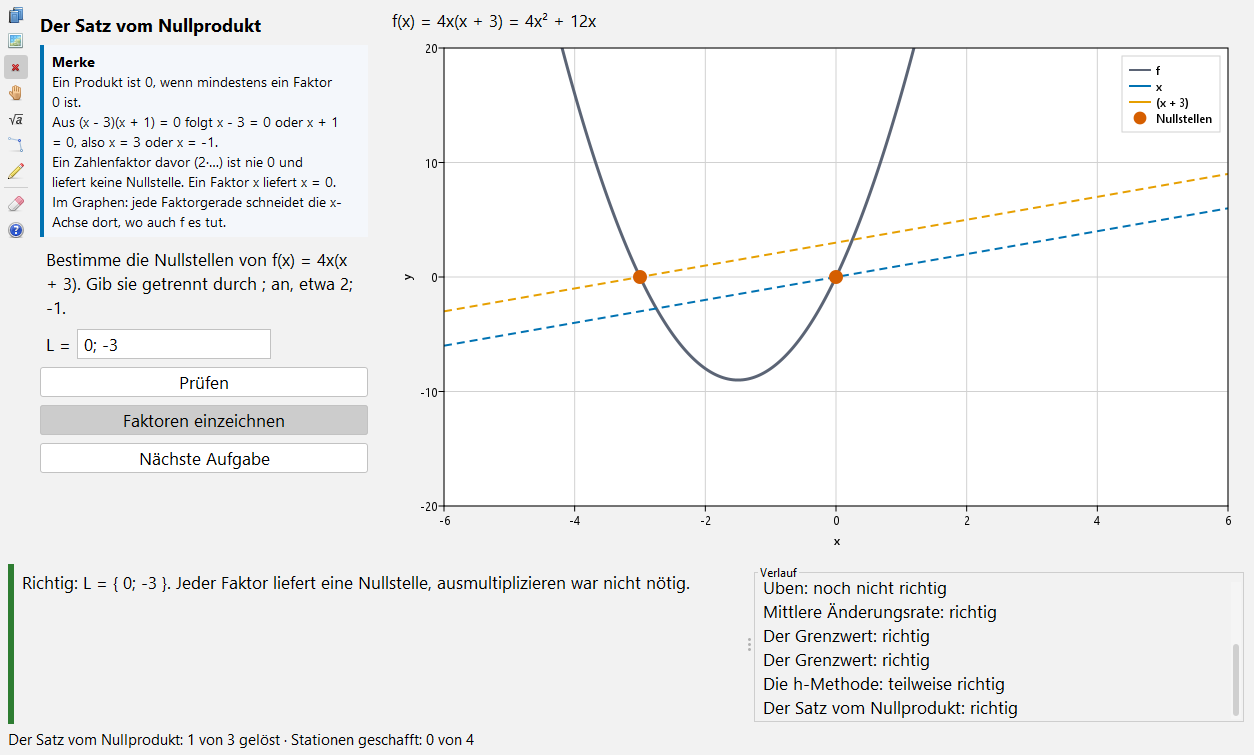 Der Satz vom Nullprodukt
Merke
Ein Produkt ist 0, wenn mindestens ein Faktor
0 ist.
Aus (x - 3)(x + 1) = 0 folgt x - 3 = 0 oder x + 1
= 0, also x = 3 oder x = -1.
Ein Zahlenfaktor davor (2·...) ist nie 0 und
liefert keine Nullstelle. Ein Faktor x liefert x = 0.
Im Graphen: jede Faktorgerade schneidet die x-
Achse dort, wo auch f es tut.
Bestimme die Nullstellen von f(x) = 4x(x
+ 3). Gib sie getrennt durch ; an, etwa 2;
-1.
L = 0; -3
Prüfen
Faktoren einzeichnen
Nächste Aufgabe
√a
?
f(x) = 4x(x + 3) = 4x² + 12x
20
10
0
-10
-20
y
-6 -4 -2 0 2 4 6
x
f
x
(x + 3)
Nullstellen
Richtig: L = { 0; -3 }. Jeder Faktor liefert eine Nullstelle, ausmultiplizieren war nicht nötig.
Verlauf
Üben: noch nicht richtig
Mittlere Änderungsrate: richtig
Der Grenzwert: richtig
Der Grenzwert: richtig
Die h-Methode: teilweise richtig
Der Satz vom Nullprodukt: richtig
Der Satz vom Nullprodukt: 1 von 3 gelöst · Stationen geschafft: 0 von 4